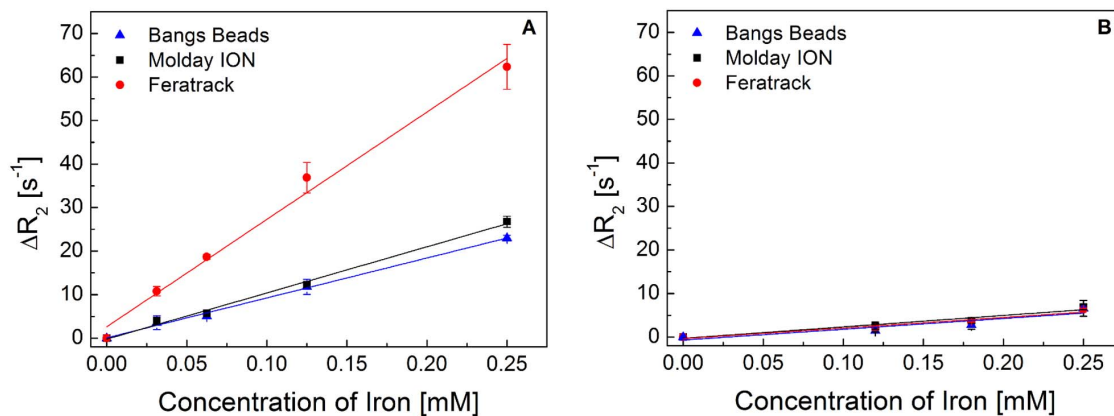 A
Bangs Beads
Molday ION
Feratrack
70
60
50
40
30
20
10
0
ΔR₂ [s⁻¹]
0.00 0.05 0.10 0.15 0.20 0.25
Concentration of Iron [mM]
B
Bangs Beads
Molday ION
Feratrack
70
60
50
40
30
20
10
0
ΔR₂ [s⁻¹]
0.00 0.05 0.10 0.15 0.20 0.25
Concentration of Iron [mM]